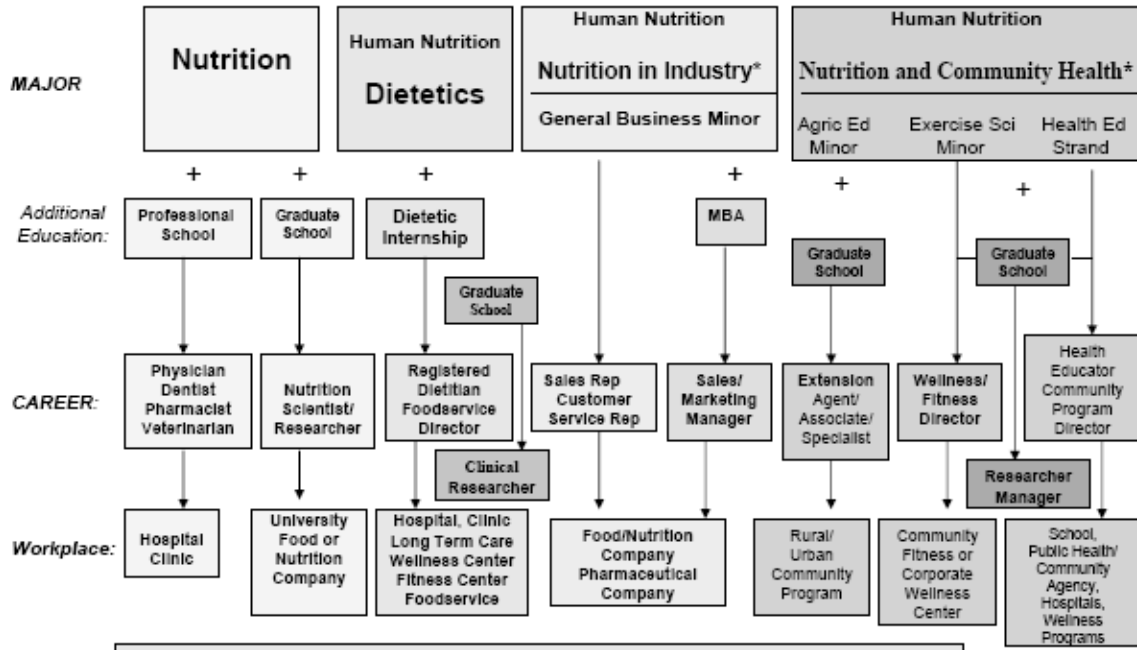 MAJOR
Nutrition
Human Nutrition
Dietetics
Human Nutrition
Nutrition in Industry*
General Business Minor
Human Nutrition
Nutrition and Community Health*
Agric Ed
Minor
Exercise Sci
Minor
Health Ed
Strand
+
+
+
+
+
+
Additional
Education:
Professional
School
Graduate
School
Dietetic
Internship
Graduate
School
MBA
Graduate
School
Graduate
School
CAREER:
Physician
Dentist
Pharmacist
Veterinarian
Nutrition
Scientist/
Researcher
Registered
Dietitian
Foodservice
Director
Clinical
Researcher
Sales Rep
Customer
Service Rep
Sales/
Marketing
Manager
Extension
Agent/
Associate/
Specialist
Wellness/
Fitness
Director
Researcher
Manager
Health
Educator
Community
Program
Director
Workplace:
Hospital
Clinic
University
Food or
Nutrition
Company
Hospital, Clinic
Long Term Care
Wellness Center
Fitness Center
Foodservice
Food/Nutrition
Company
Pharmaceutical
Company
Rural/
Urban
Community
Program
Community
Fitness or
Corporate
Wellness
Center
School,
Public Health/
Community
Agency,
Hospitals,
Wellness
Programs